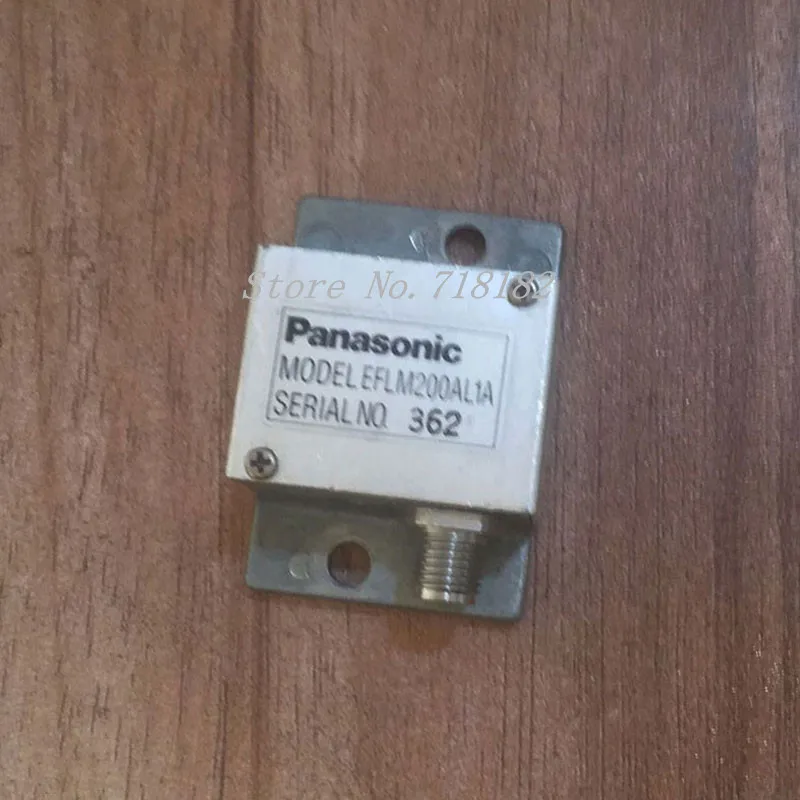 Store No. 718182
Panasonic
MODEL EFLM200AL1A
SERIAL NO. 362